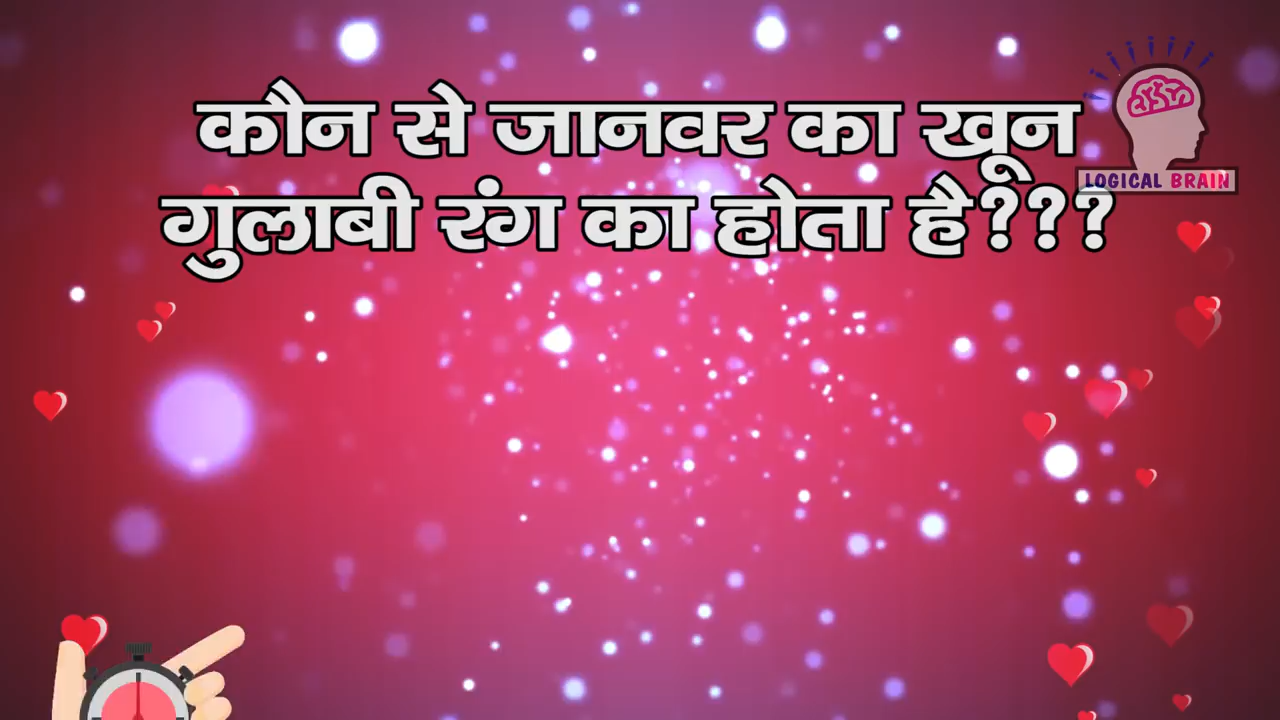 कौन से जानवर का खून
गुलाबी रंग का होता है???
LOGICAL BRAIN